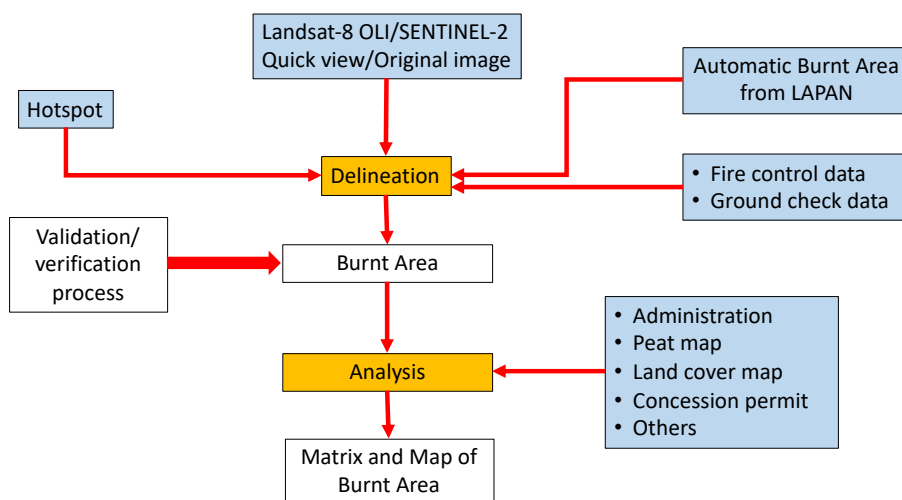 Landsat-8 OLI/SENTINEL-2
Quick view/Original image
Automatic Burnt Area
from LAPAN
Hotspot
Delineation
• Fire control data
• Ground check data
Validation/
verification
process
Burnt Area
• Administration
• Peat map
• Land cover map
• Concession permit
• Others
Analysis
Matrix and Map of
Burnt Area